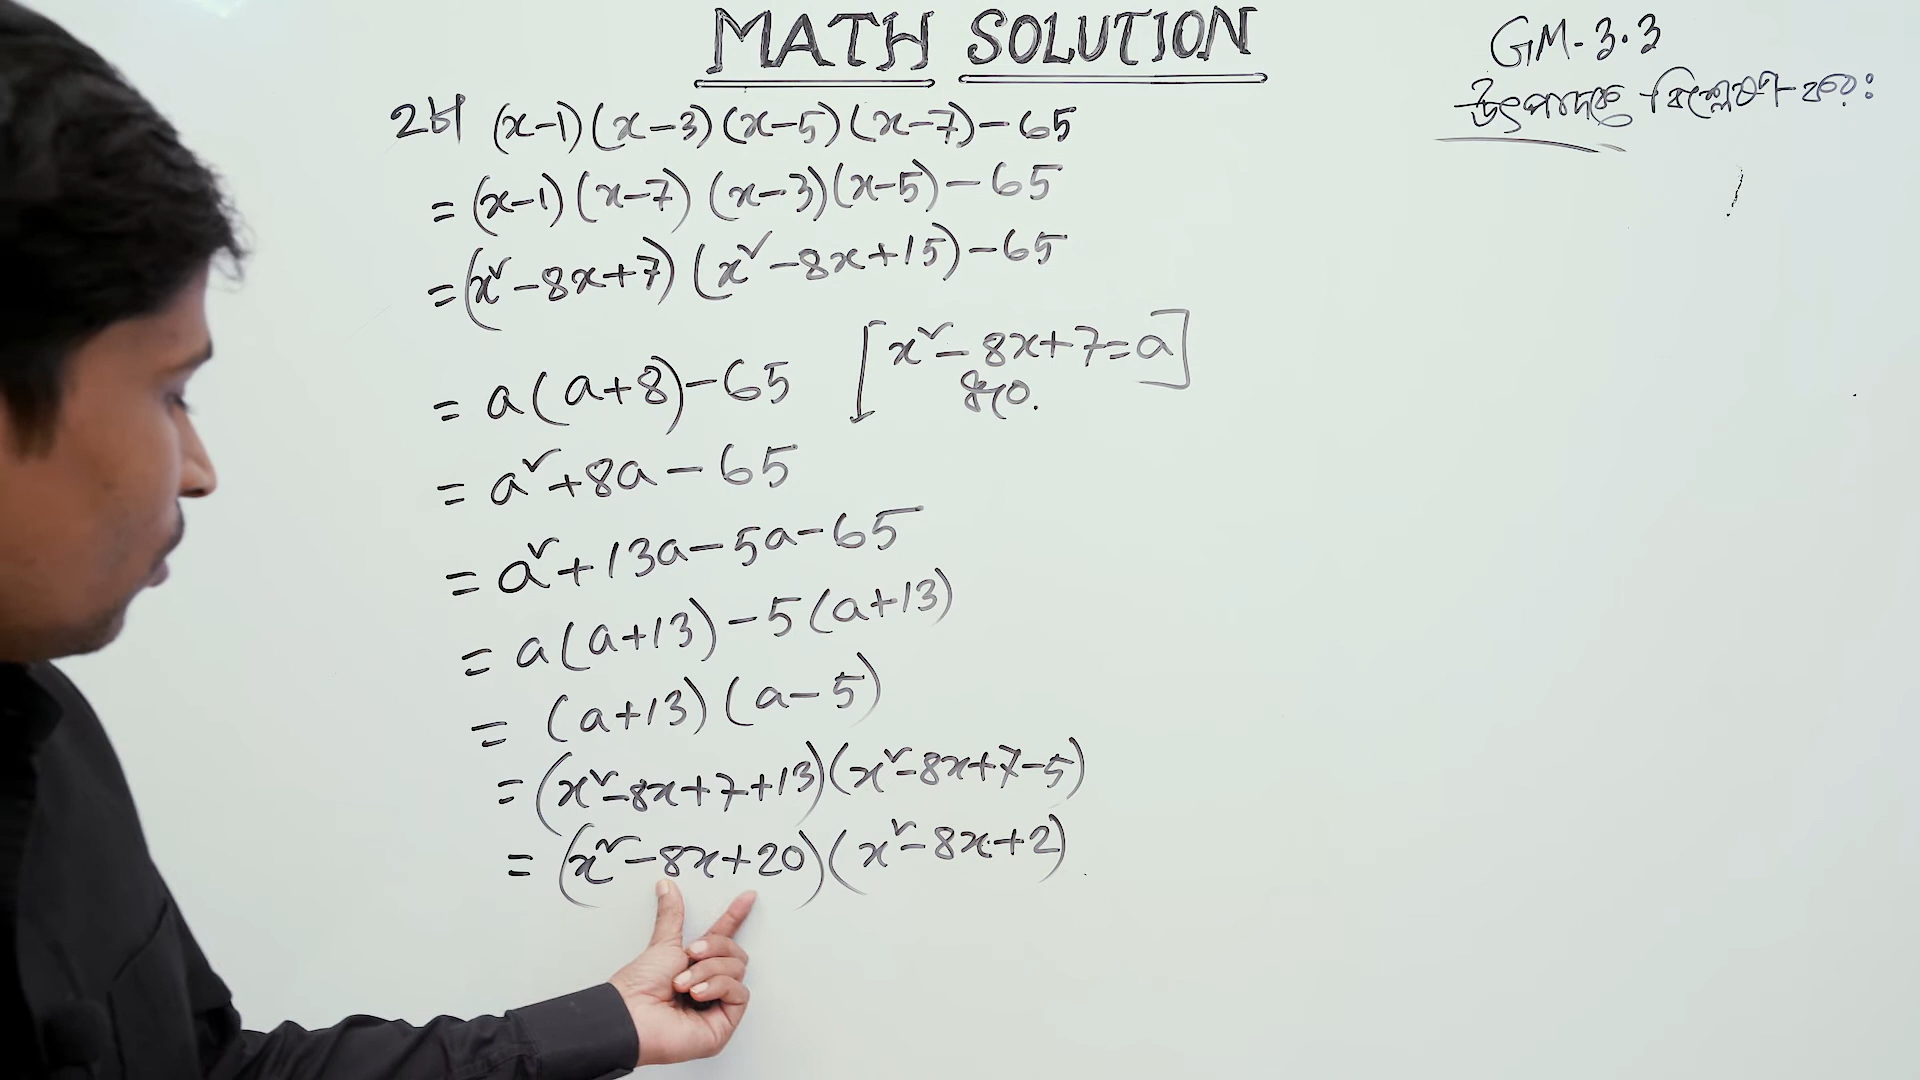 MATH SOLUTION
GM-3.3
উৎপাদকে বিশ্লেষণ কর:
২৮। (x-1)(x-3)(x-5)(x-7)-65
= (x-1)(x-7)(x-3)(x-5)-65
= (x²-8x+7)(x²-8x+15)-65
= a(a+8)-65 [x²-8x+7=a]
= a²+8a-65
= a²+13a-5a-65
= a(a+13)-5(a+13)
= (a+13)(a-5)
= (x²-8x+7+13)(x²-8x+7-5)
= (x²-8x+20)(x²-8x+2)